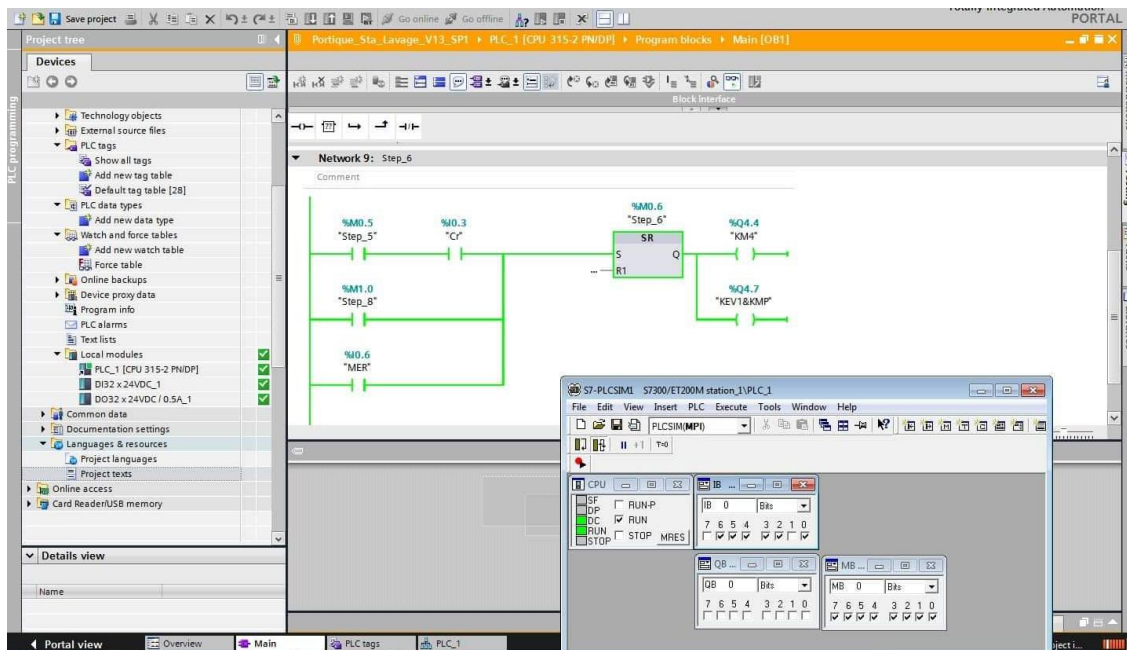 Totally Integrated Automation
PORTAL
Save project
Go online
Go offline
Project tree
Portique_Sta_Lavage_V13_SP1 ▸ PLC_1 [CPU 315-2 PN/DP] ▸ Program blocks ▸ Main [OB1]
Devices
Block interface
PLC programming
Technology objects
External source files
PLC tags
Show all tags
Add new tag table
Default tag table [28]
PLC data types
Add new data type
Watch and force tables
Add new watch table
Force table
Online backups
Device proxy data
Program info
PLC alarms
Text lists
Local modules
PLC_1 [CPU 315-2 PN/DP]
DI32 x 24VDC_1
DO32 x 24VDC / 0.5A_1
Common data
Documentation settings
Languages & resources
Project languages
Project texts
Online access
Card Reader/USB memory
Details view
Name
Network 9: Step_6
Comment
%M0.5
"Step_5"
%I0.3
"Cr"
%M0.6
"Step_6"
SR
S Q
... R1
%Q4.4
"KM4"
%M1.0
"Step_8"
%Q4.7
"KEV1&KMP"
%I0.6
"MER"
S7-PLCSIM1 S7300/ET200M station_1\PLC_1
File Edit View Insert PLC Execute Tools Window Help
PLCSIM(MPI)
T=0
CPU
SF
DP
DC
RUN
STOP
RUN-P
RUN
STOP
MRES
IB ...
IB 0 Bits
7 6 5 4 3 2 1 0
QB ...
QB 0 Bits
7 6 5 4 3 2 1 0
MB ...
MB 0 Bits
7 6 5 4 3 2 1 0
Portal view
Overview
Main
PLC tags
PLC_1